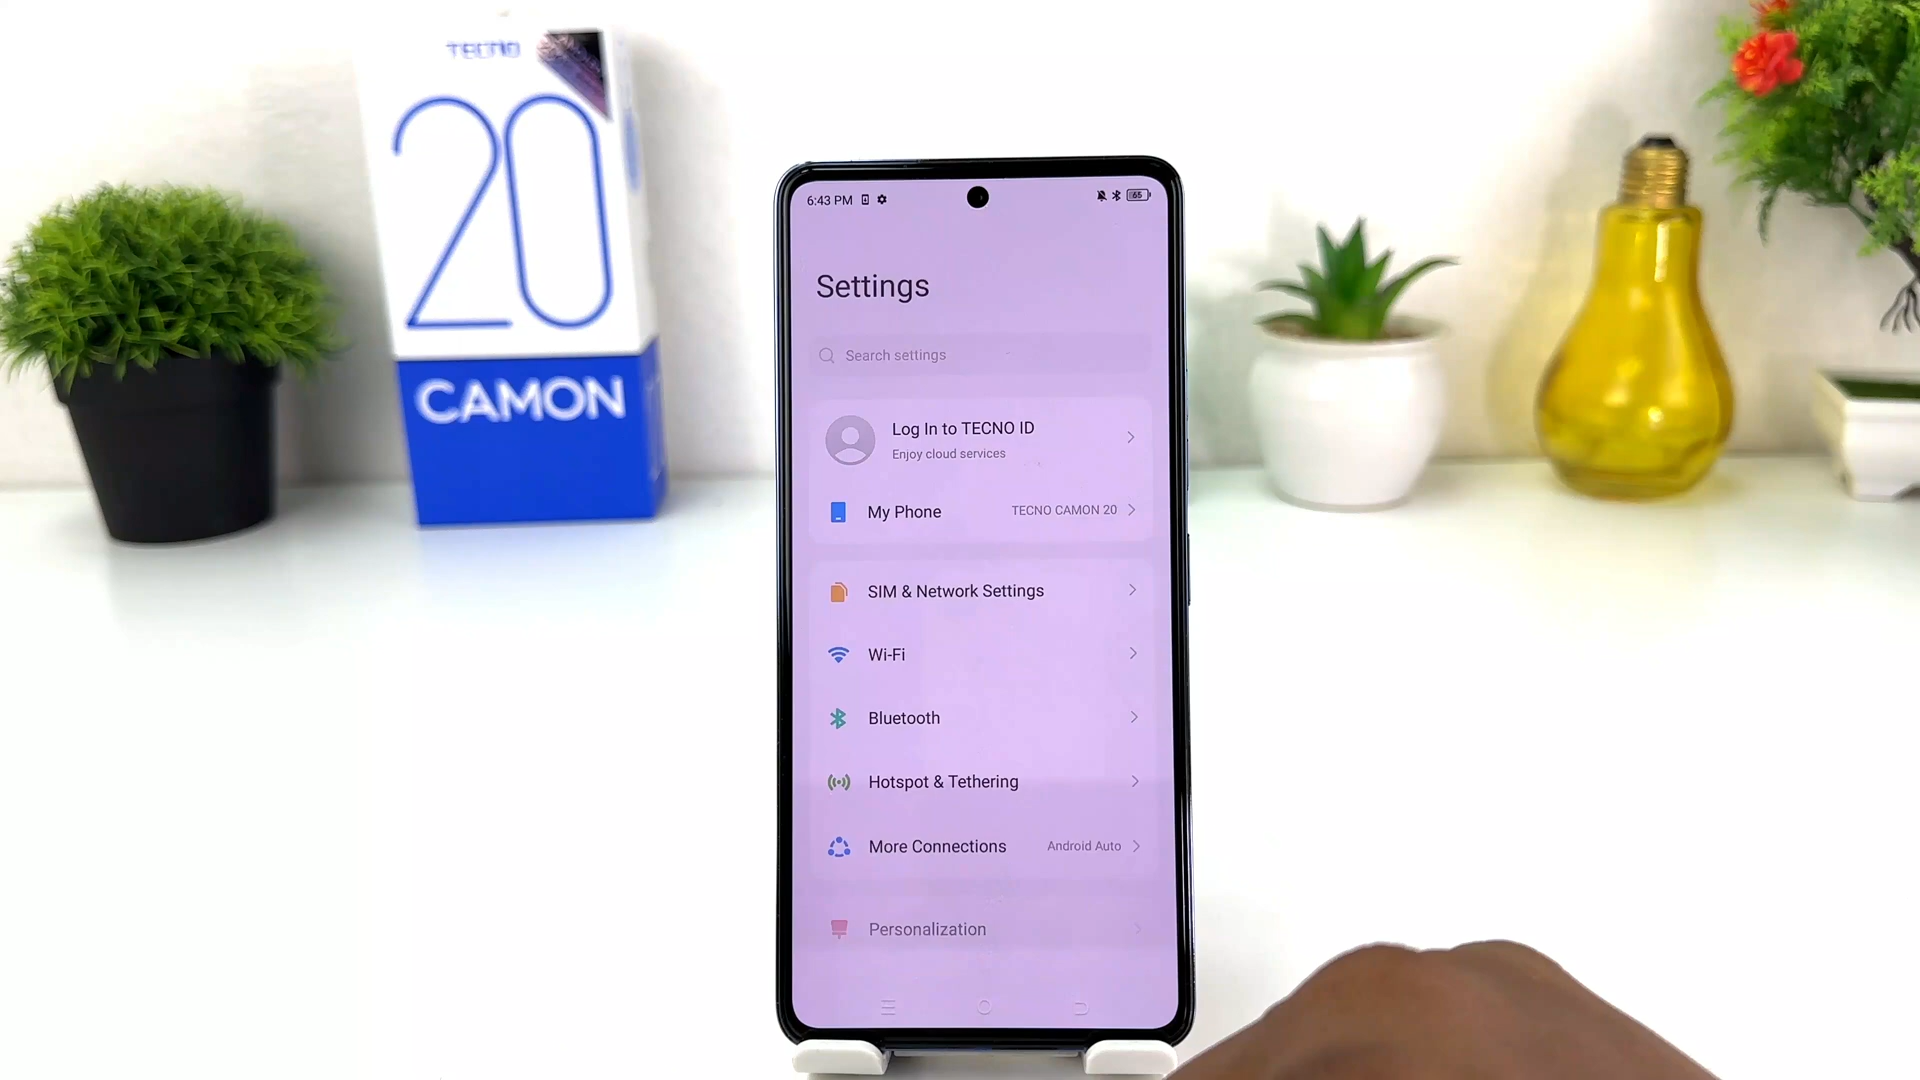 TECNO
20
CAMON
6:43 PM
65
Settings
Search settings
Log In to TECNO ID
Enjoy cloud services
My Phone TECNO CAMON 20
SIM & Network Settings
Wi-Fi
Bluetooth
Hotspot & Tethering
More Connections Android Auto
Personalization